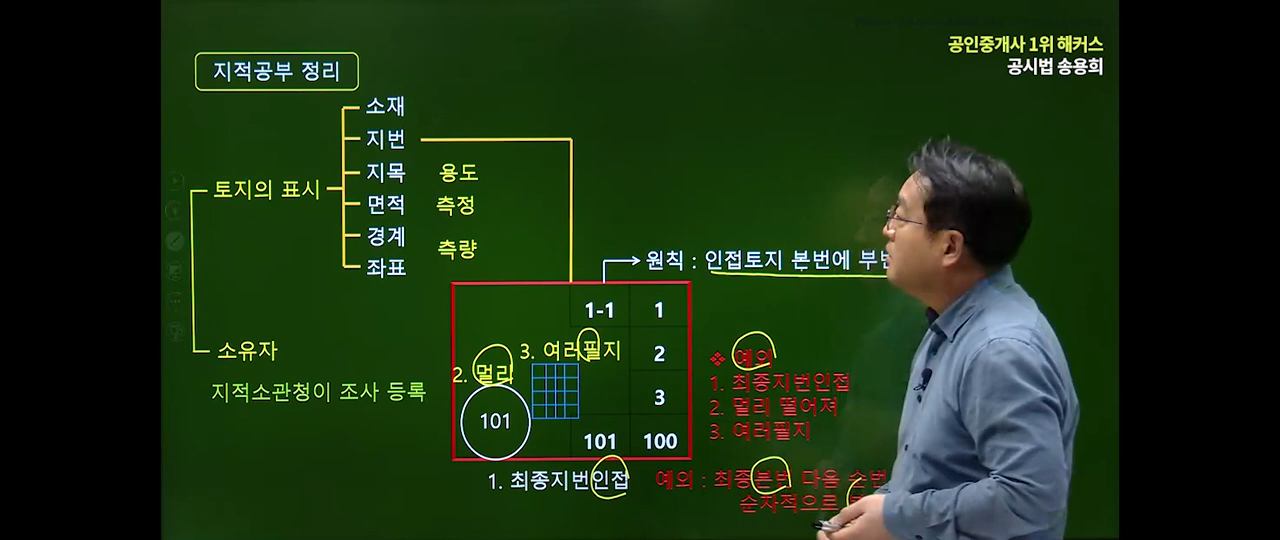 공인중개사 1위 해커스
공시법 송용희
지적공부 정리
소재
지번
지목 용도
토지의 표시
면적 측정
경계
측량
좌표
원칙 : 인접토지 본번에
1-1 1
소유자
3. 여러필지
2
예외
2. 멀리
1. 최종지번인접
지적소관청이 조사 등록
3
2. 멀리 떨어져
101
3. 여러필지
101 100
1. 최종지번인접
예외 : 최종본번 다음
순차적으로